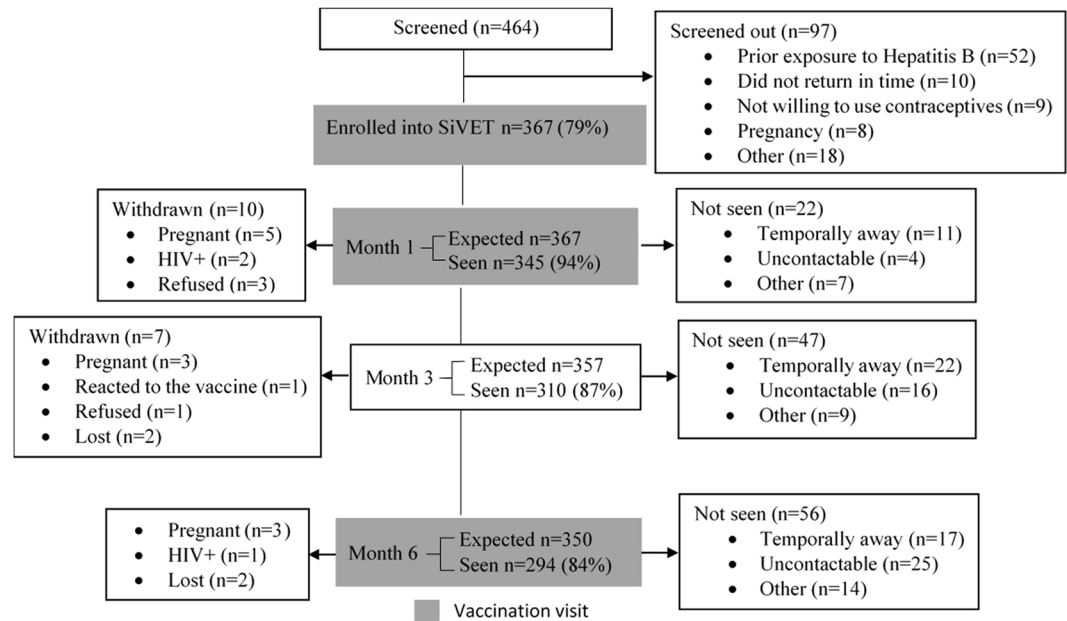 Screened (n=464)
Screened out (n=97)
• Prior exposure to Hepatitis B (n=52)
• Did not return in time (n=10)
• Not willing to use contraceptives (n=9)
• Pregnancy (n=8)
• Other (n=18)
Enrolled into SiVET n=367 (79%)
Withdrawn (n=10)
• Pregnant (n=5)
• HIV+ (n=2)
• Refused (n=3)
Month 1
Expected n=367
Seen n=345 (94%)
Not seen (n=22)
• Temporally away (n=11)
• Uncontactable (n=4)
• Other (n=7)
Withdrawn (n=7)
• Pregnant (n=3)
• Reacted to the vaccine (n=1)
• Refused (n=1)
• Lost (n=2)
Month 3
Expected n=357
Seen n=310 (87%)
Not seen (n=47)
• Temporally away (n=22)
• Uncontactable (n=16)
• Other (n=9)
• Pregnant (n=3)
• HIV+ (n=1)
• Lost (n=2)
Month 6
Expected n=350
Seen n=294 (84%)
Not seen (n=56)
• Temporally away (n=17)
• Uncontactable (n=25)
• Other (n=14)
Vaccination visit